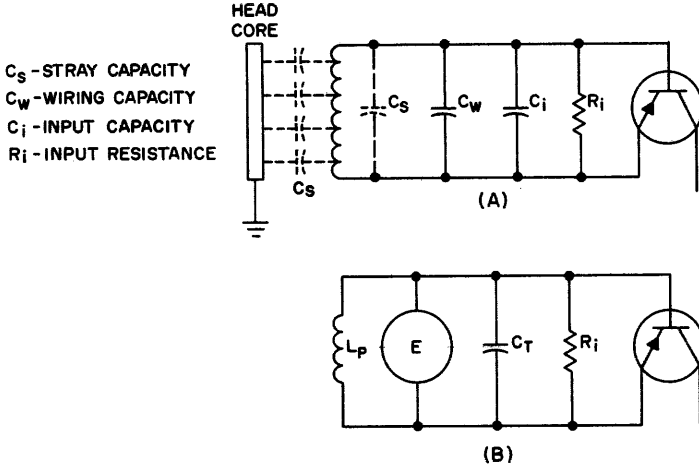 HEAD
CORE
Cs-STRAY CAPACITY
Cw-WIRING CAPACITY
Ci-INPUT CAPACITY
Ri-INPUT RESISTANCE
Cs
Cw
Ci
Ri
Cs
(A)
Lp
E
CT
Ri
(B)